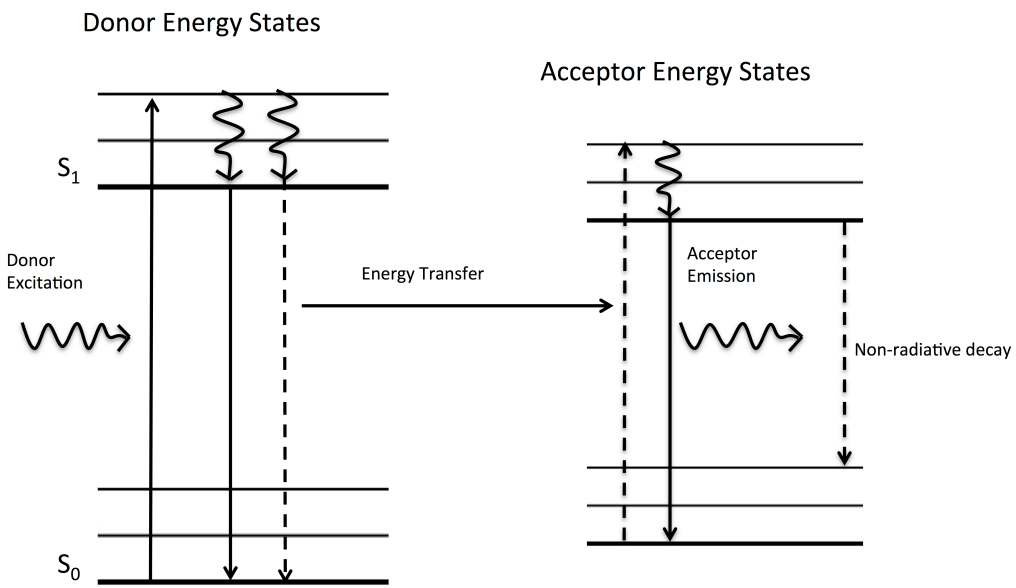 Donor Energy States
Acceptor Energy States
S1
Donor
Excitation
Energy Transfer
Acceptor
Emission
Non-radiative decay
S0